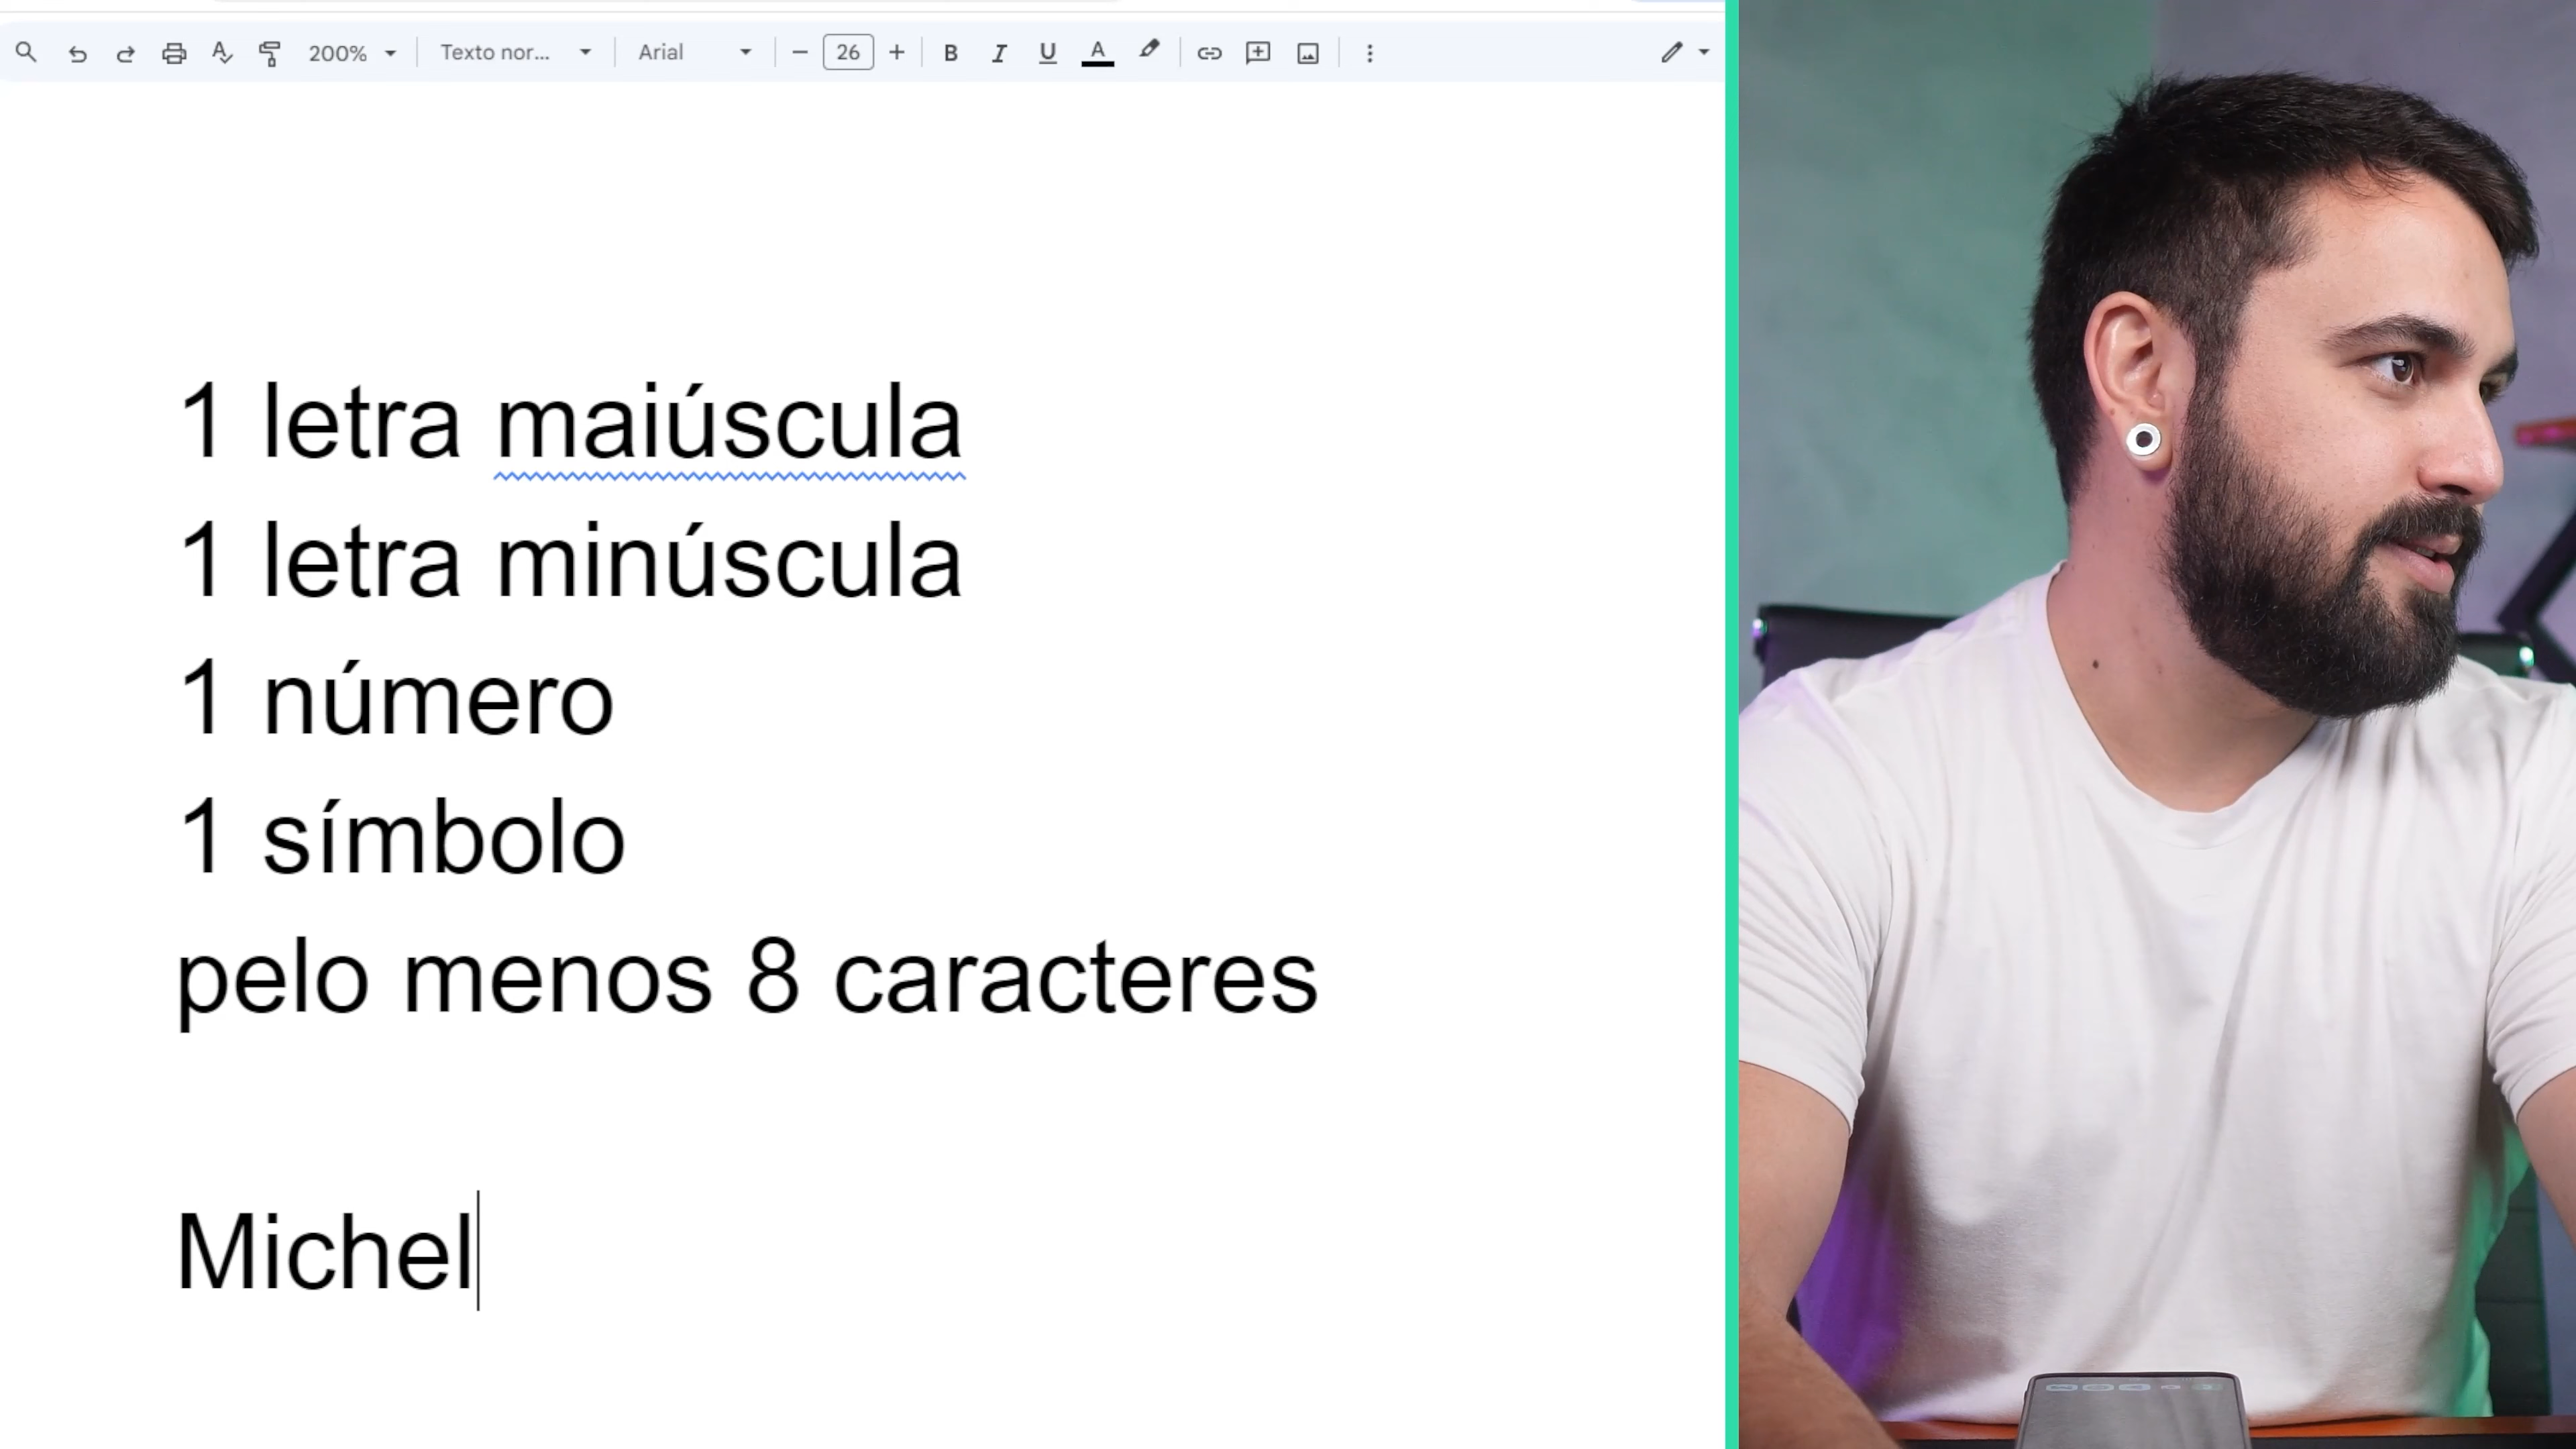 200% Texto nor... Arial 26 B I U A
1 letra maiúscula
1 letra minúscula
1 número
1 símbolo
pelo menos 8 caracteres
Michel